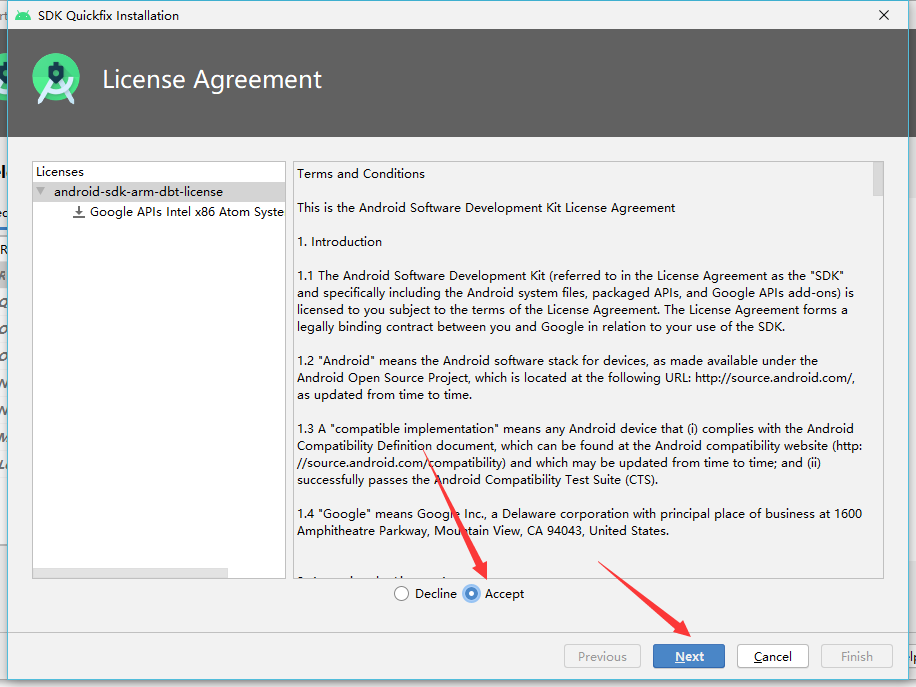 SDK Quickfix Installation
License Agreement
Licenses
android-sdk-arm-dbt-license
Google APIs Intel x86 Atom Syste
Terms and Conditions
This is the Android Software Development Kit License Agreement
1. Introduction
1.1 The Android Software Development Kit (referred to in the License Agreement as the "SDK"
and specifically including the Android system files, packaged APIs, and Google APIs add-ons) is
licensed to you subject to the terms of the License Agreement. The License Agreement forms a
legally binding contract between you and Google in relation to your use of the SDK.
1.2 "Android" means the Android software stack for devices, as made available under the
Android Open Source Project, which is located at the following URL: http://source.android.com/,
as updated from time to time.
1.3 A "compatible implementation" means any Android device that (i) complies with the Android
Compatibility Definition document, which can be found at the Android compatibility website (http:
//source.android.com/compatibility) and which may be updated from time to time; and (ii)
successfully passes the Android Compatibility Test Suite (CTS).
1.4 "Google" means Google Inc., a Delaware corporation with principal place of business at 1600
Amphitheatre Parkway, Mountain View, CA 94043, United States.
Decline Accept
Previous Next Cancel Finish